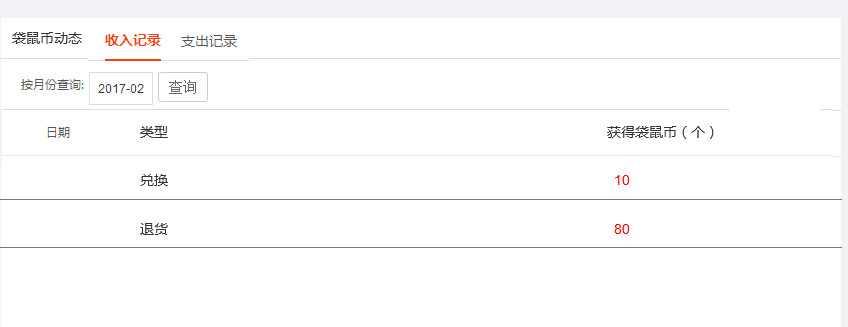 袋鼠币动态 收入记录 支出记录
按月份查询: 2017-02 查询
日期 类型 获得袋鼠币（个）
兑换 10
退货 80